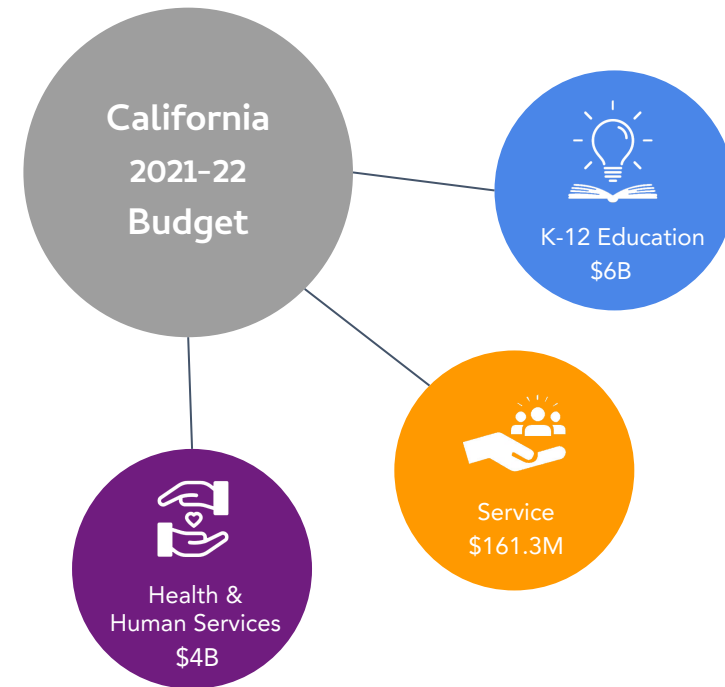 California
2021-22
Budget
K-12 Education
$6B
Service
$161.3M
Health &
Human Services
$4B